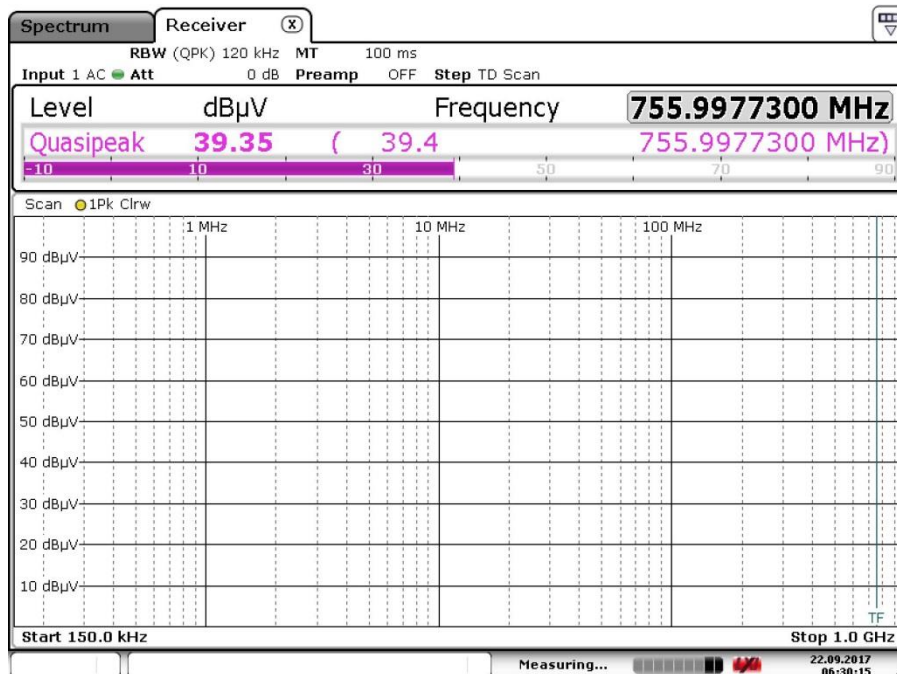 Spectrum Receiver X
RBW (QPK) 120 kHz MT 100 ms
Input 1 AC Att 0 dB Preamp OFF Step TD Scan
Level dBµV Frequency 755.9977300 MHz
Quasipeak 39.35 ( 39.4 755.9977300 MHz)
-10 10 30 50 70 90
Scan 1Pk Clrw
1 MHz 10 MHz 100 MHz
90 dBµV
80 dBµV
70 dBµV
60 dBµV
50 dBµV
40 dBµV
30 dBµV
20 dBµV
10 dBµV
TF
Start 150.0 kHz Stop 1.0 GHz
Measuring... 22.09.2017
06:30:15